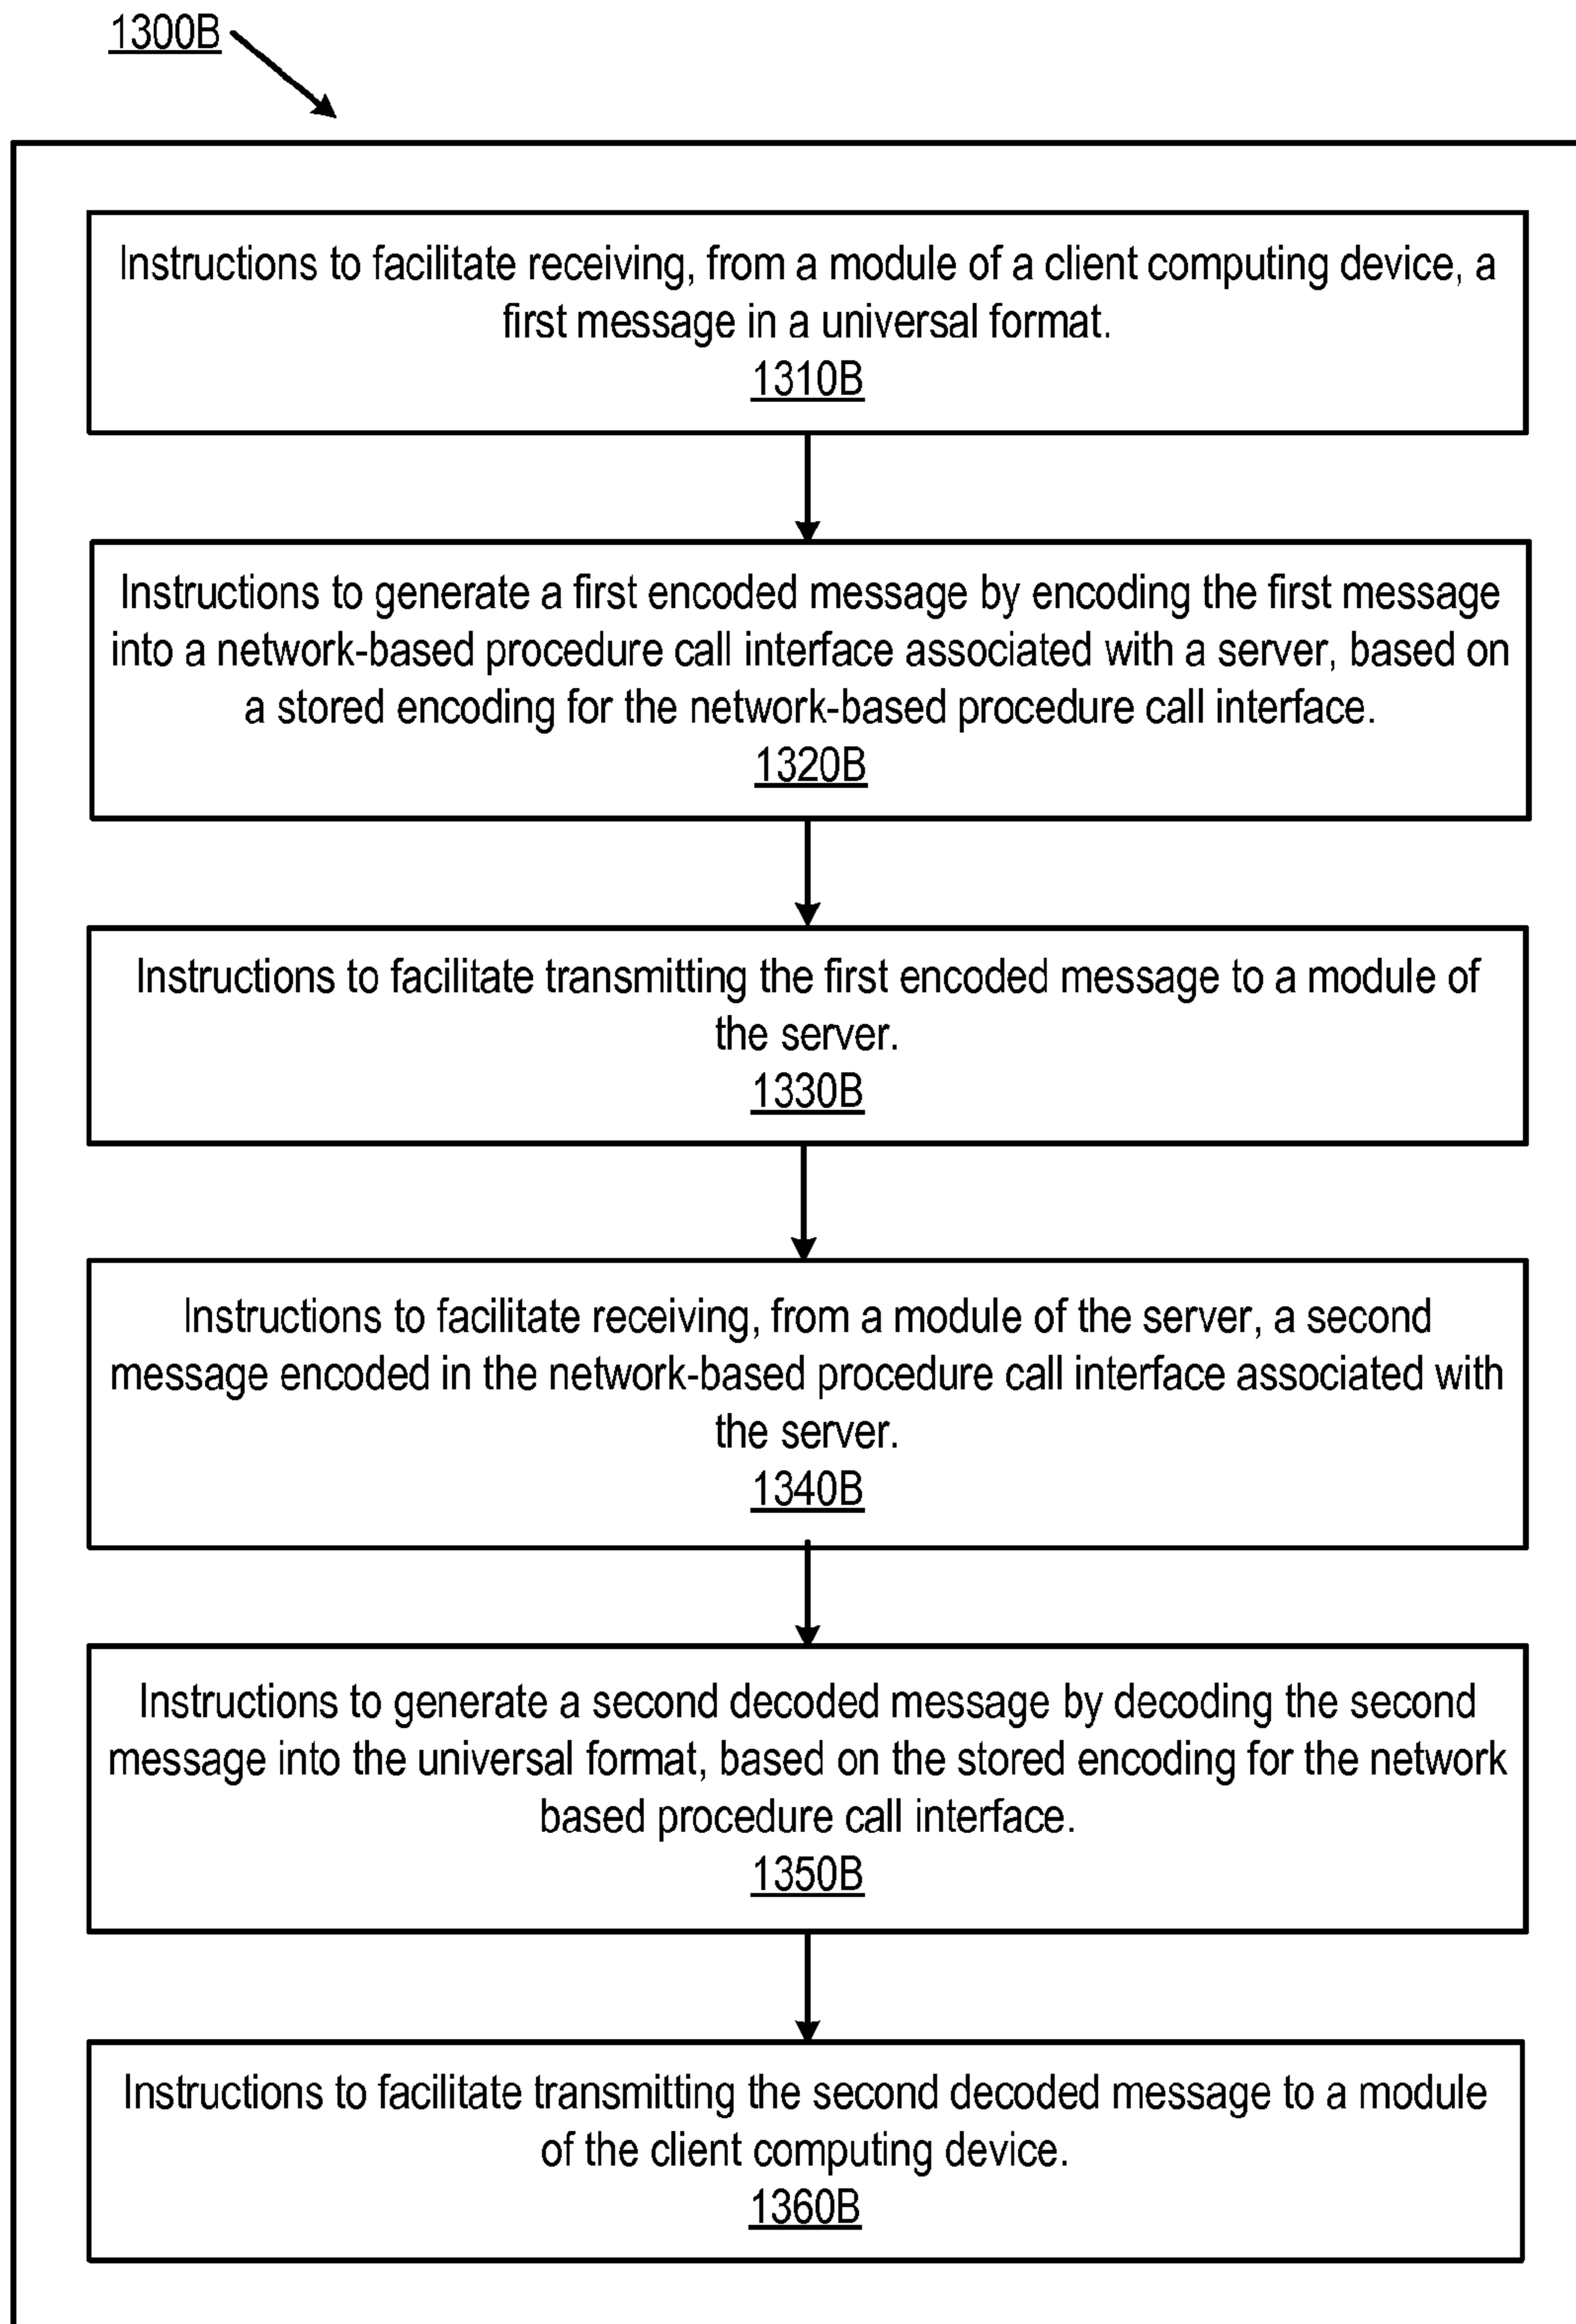 1300B
Instructions to facilitate receiving, from a module of a client computing device, a
first message in a universal format.
1310B
Instructions to generate a first encoded message by encoding the first message
into a network-based procedure call interface associated with a server, based on
a stored encoding for the network-based procedure call interface.
1320B
Instructions to facilitate transmitting the first encoded message to a module of
the server.
1330B
Instructions to facilitate receiving, from a module of the server, a second
message encoded in the network-based procedure call interface associated with
the server.
1340B
Instructions to generate a second decoded message by decoding the second
message into the universal format, based on the stored encoding for the network
based procedure call interface.
1350B
Instructions to facilitate transmitting the second decoded message to a module
of the client computing device.
1360B